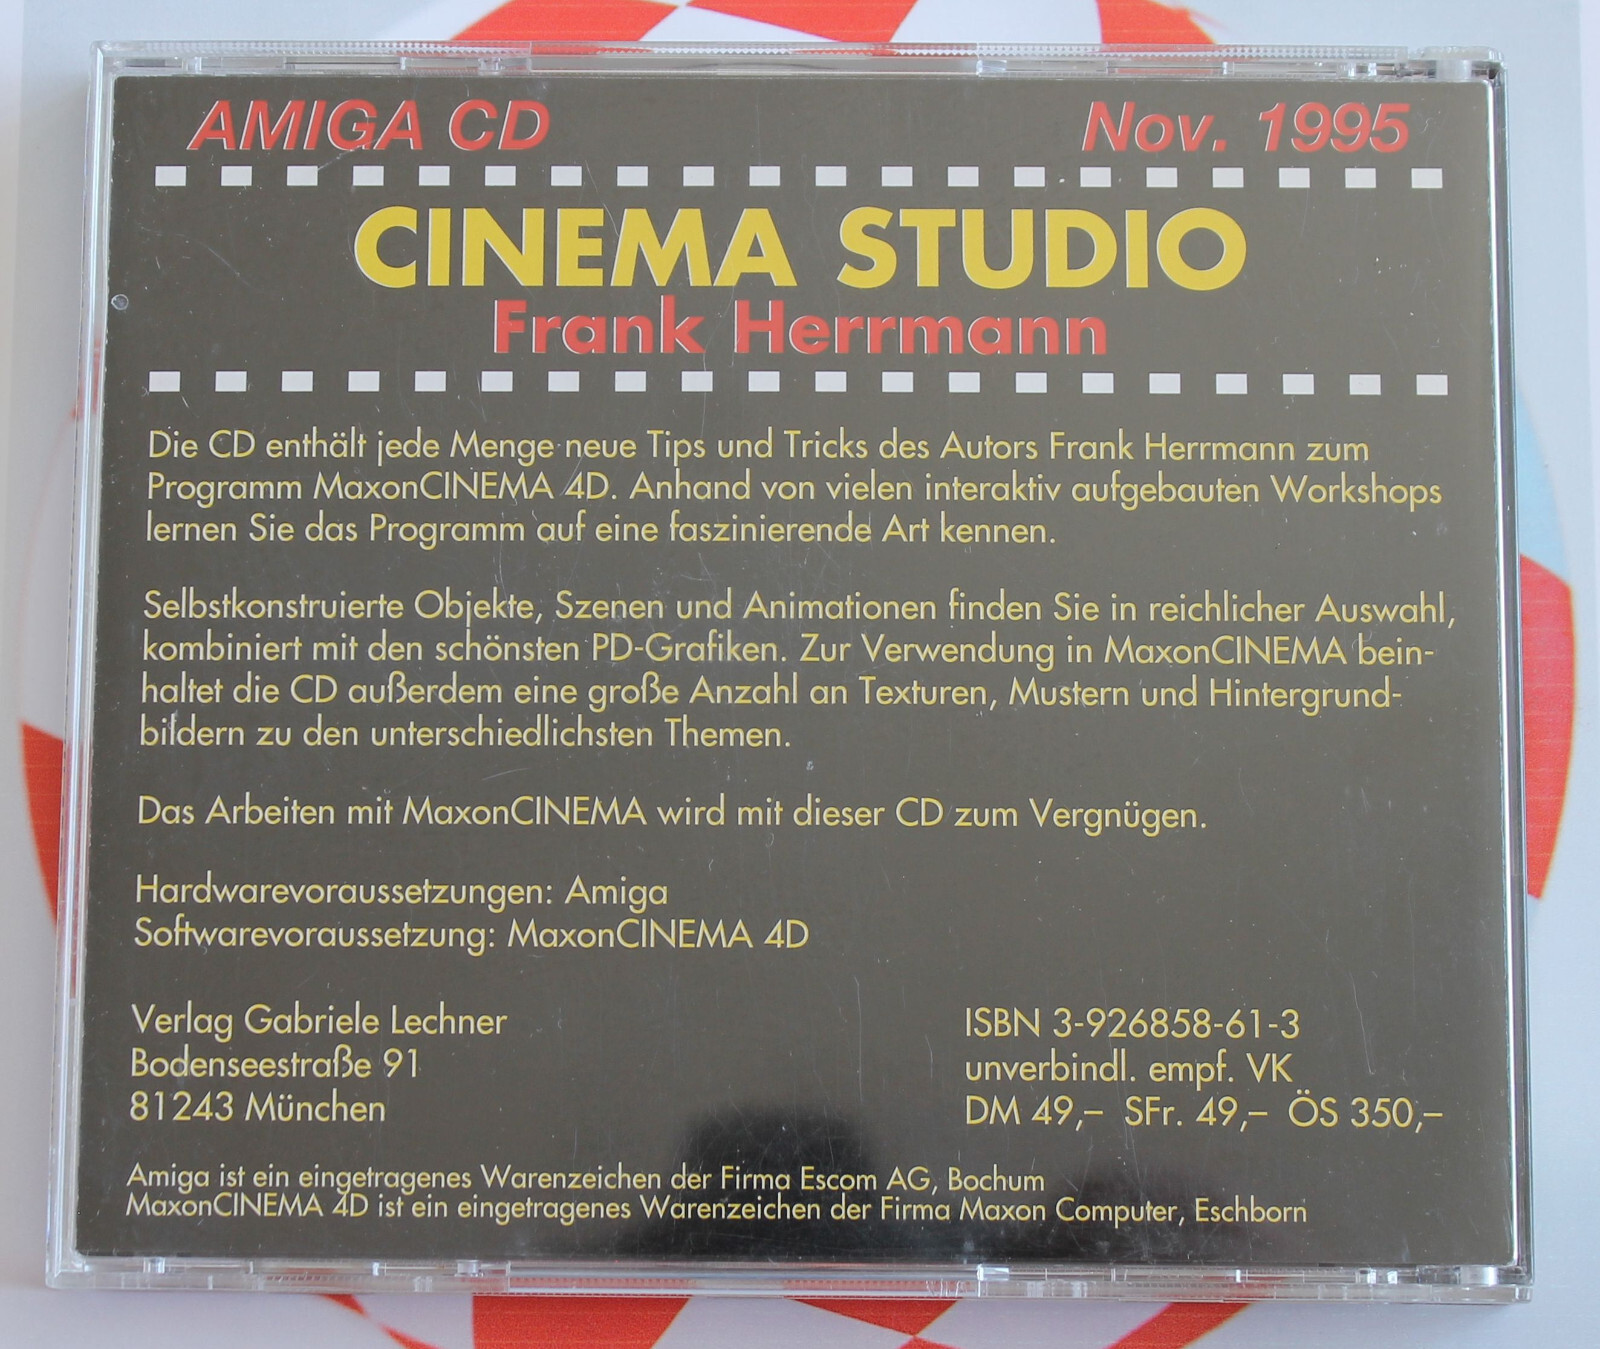 AMIGA CD Nov. 1995
CINEMA STUDIO
Frank Herrmann
Die CD enthält jede Menge neue Tips und Tricks des Autors Frank Herrmann zum
Programm MaxonCINEMA 4D. Anhand von vielen interaktiv aufgebauten Workshops
lernen Sie das Programm auf eine faszinierende Art kennen.
Selbstkonstruierte Objekte, Szenen und Animationen finden Sie in reichlicher Auswahl,
kombiniert mit den schönsten PD-Grafiken. Zur Verwendung in MaxonCINEMA bein-
haltet die CD außerdem eine große Anzahl an Texturen, Mustern und Hintergrund-
bildern zu den unterschiedlichsten Themen.
Das Arbeiten mit MaxonCINEMA wird mit dieser CD zum Vergnügen.
Hardwarevoraussetzungen: Amiga
Softwarevoraussetzung: MaxonCINEMA 4D
Verlag Gabriele Lechner
Bodenseestraße 91
81243 München
ISBN 3-926858-61-3
unverbindl. empf. VK
DM 49,– SFr. 49,– ÖS 350,–
Amiga ist ein eingetragenes Warenzeichen der Firma Escom AG, Bochum
MaxonCINEMA 4D ist ein eingetragenes Warenzeichen der Firma Maxon Computer, Eschborn